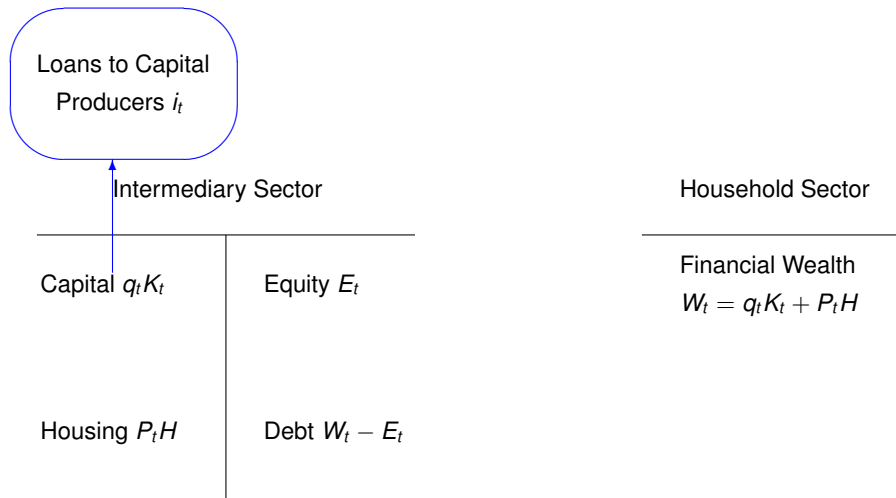 Loans to Capital
Producers i_t
Intermediary Sector
Household Sector
Capital q_tK_t
Equity E_t
Financial Wealth
W_t = q_tK_t + P_tH
Housing P_tH
Debt W_t − E_t